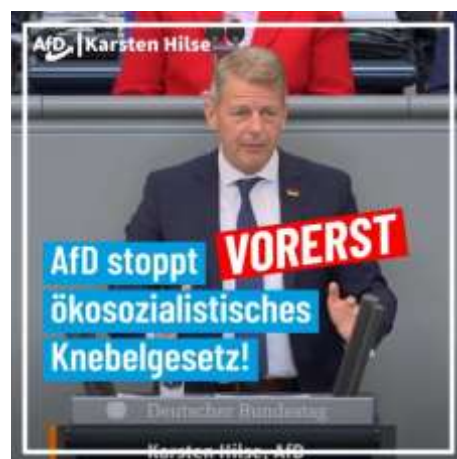 AfD | Karsten Hilse
AfD stoppt VORERST
ökosozialistisches
Knebelgesetz!
Deutscher Bundestag
Karsten Hilse, AfD